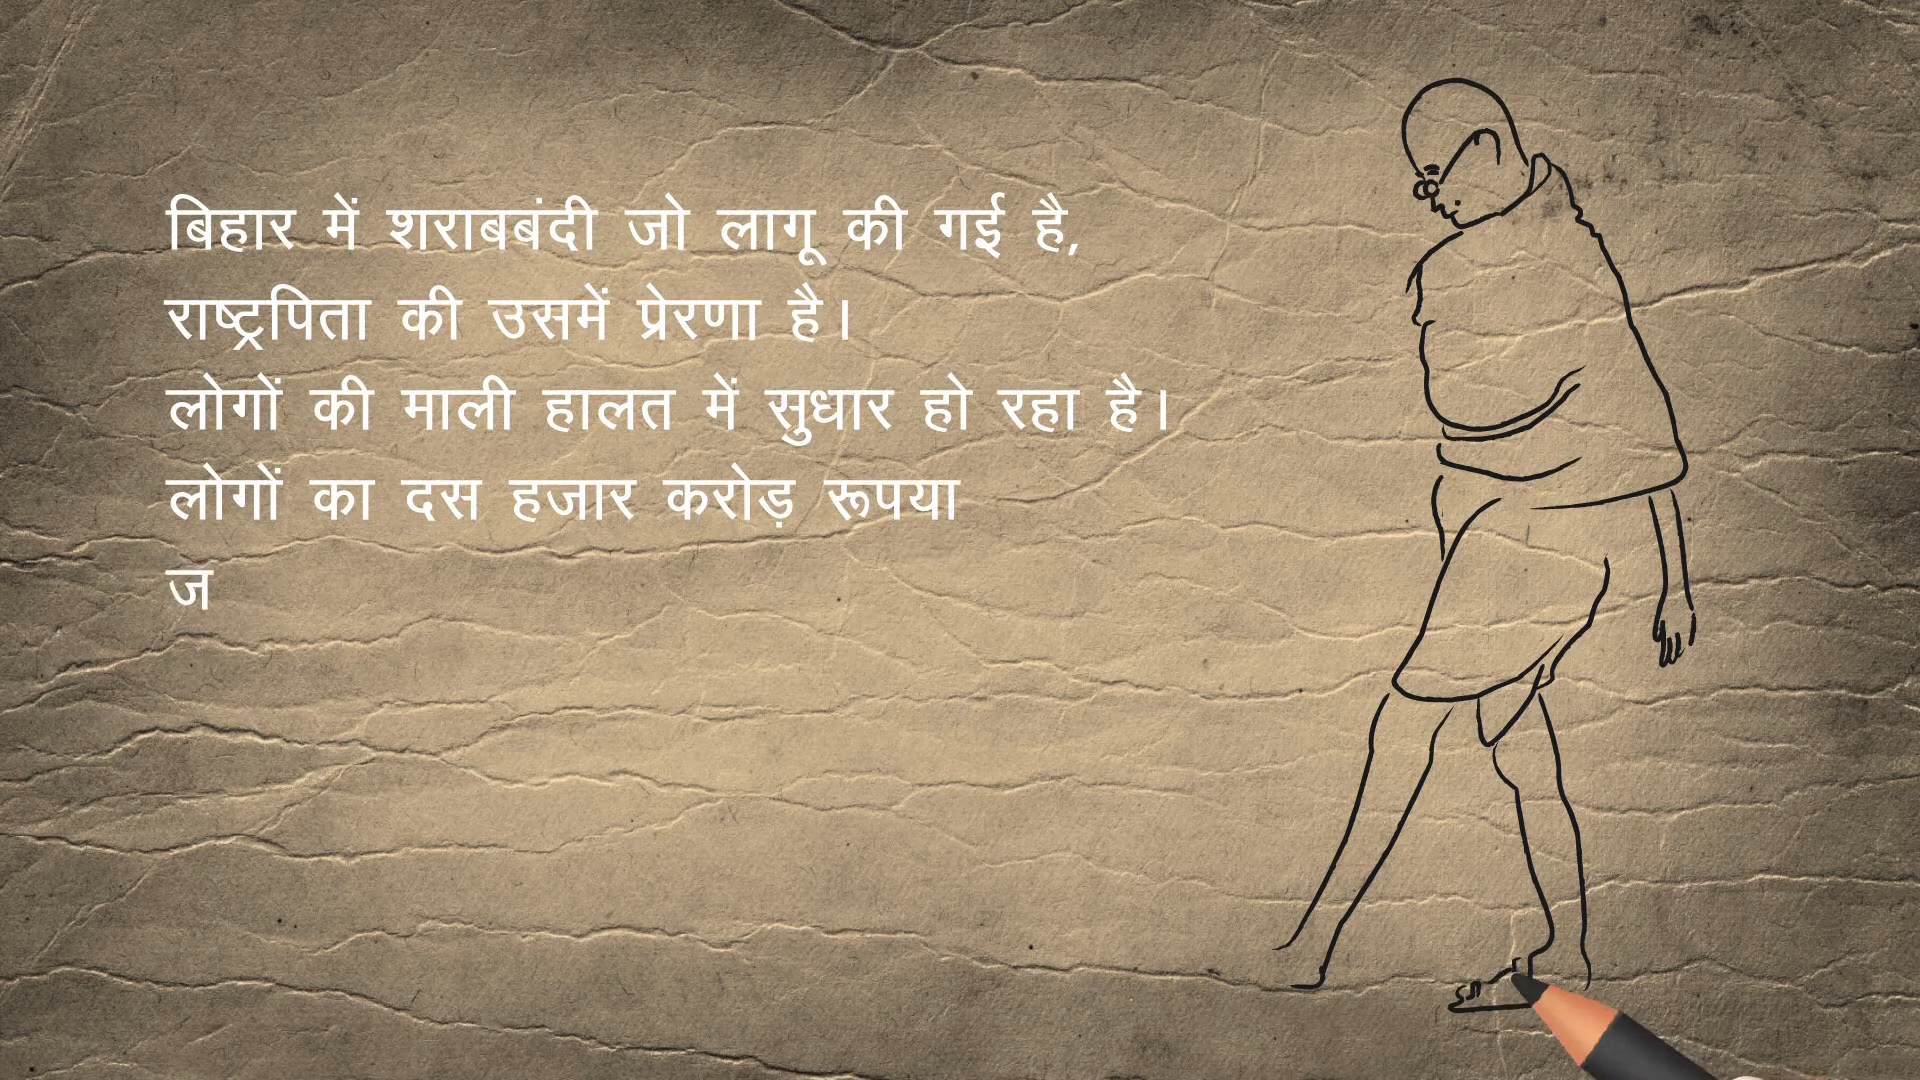 बिहार में शराबबंदी जो लागू की गई है,
राष्ट्रपिता की उसमें प्रेरणा है।
लोगों की माली हालत में सुधार हो रहा है।
लोगों का दस हजार करोड़ रूपया
ज